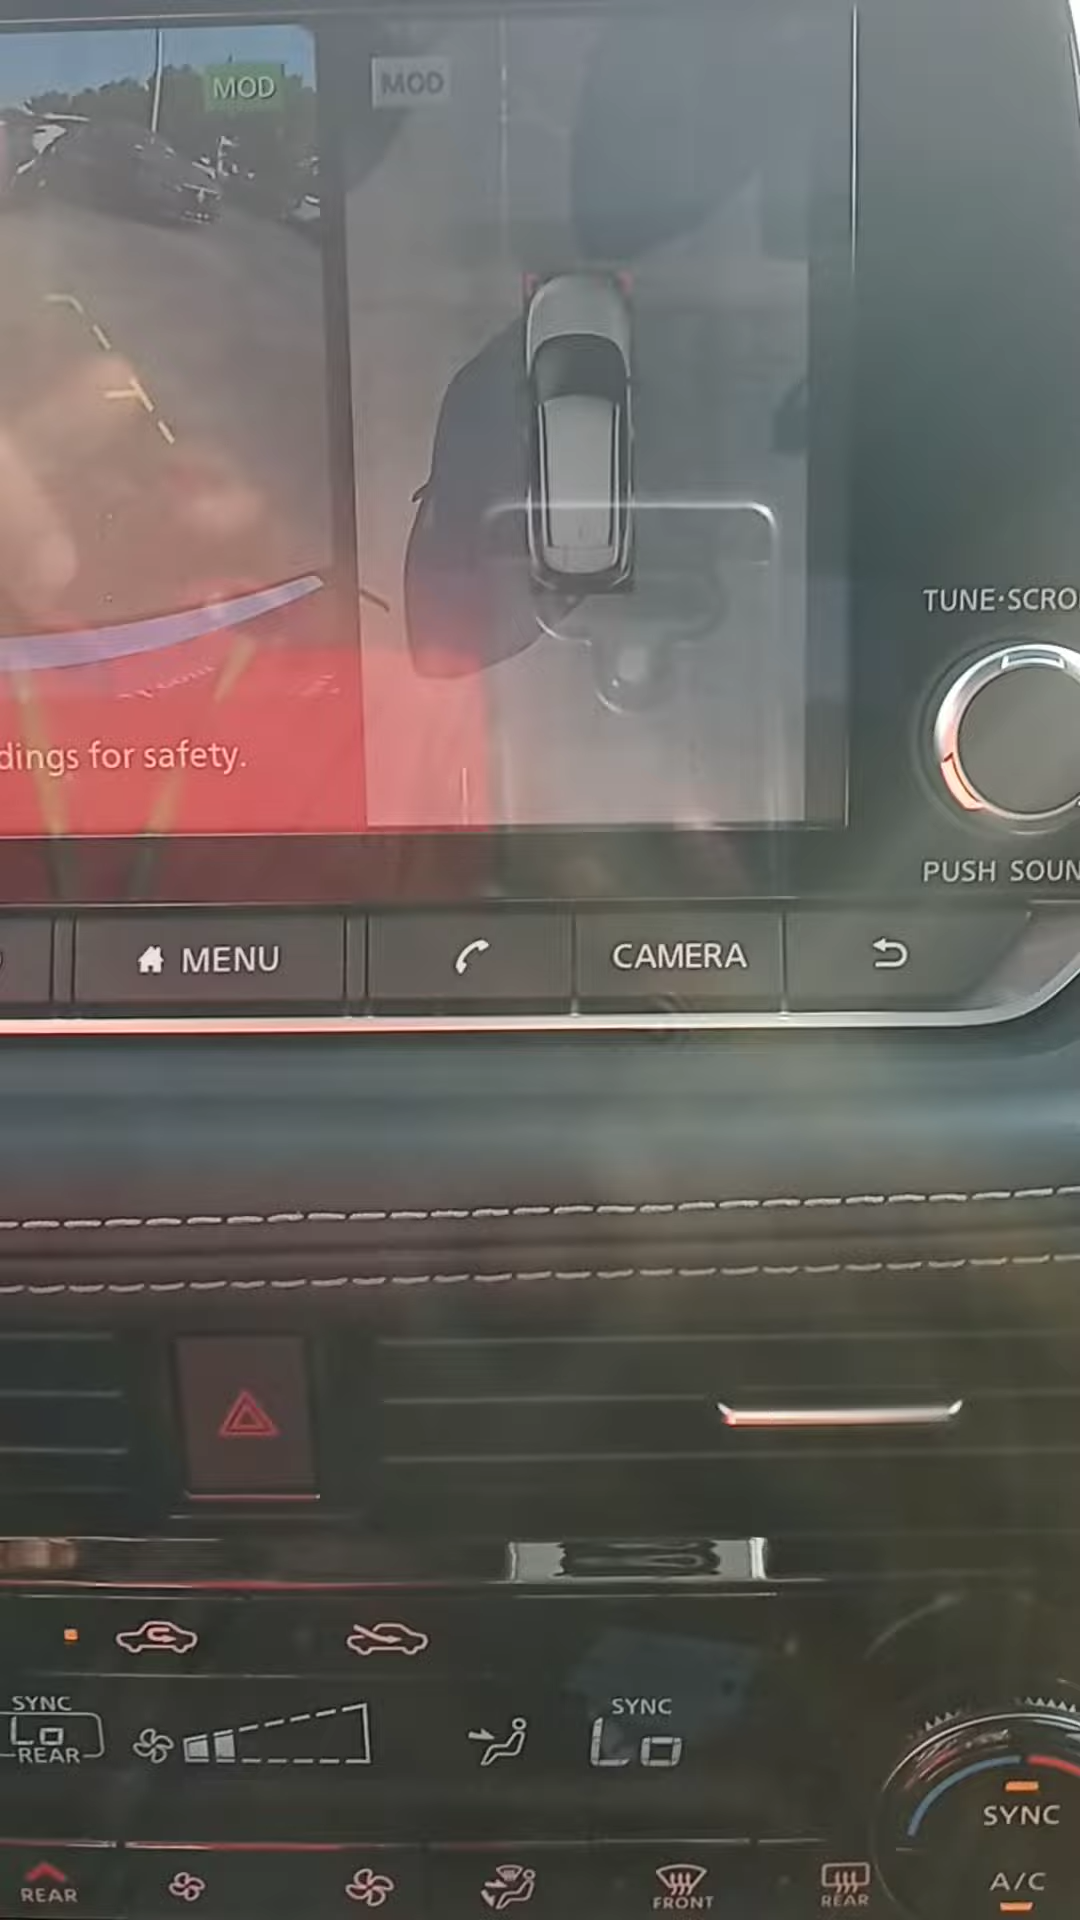 MOD
MOD
TUNE·SCRO
dings for safety.
PUSH SOUN
MENU
CAMERA
SYNC
Lo
REAR
SYNC
Lo
SYNC
REAR
FRONT
REAR
A/C